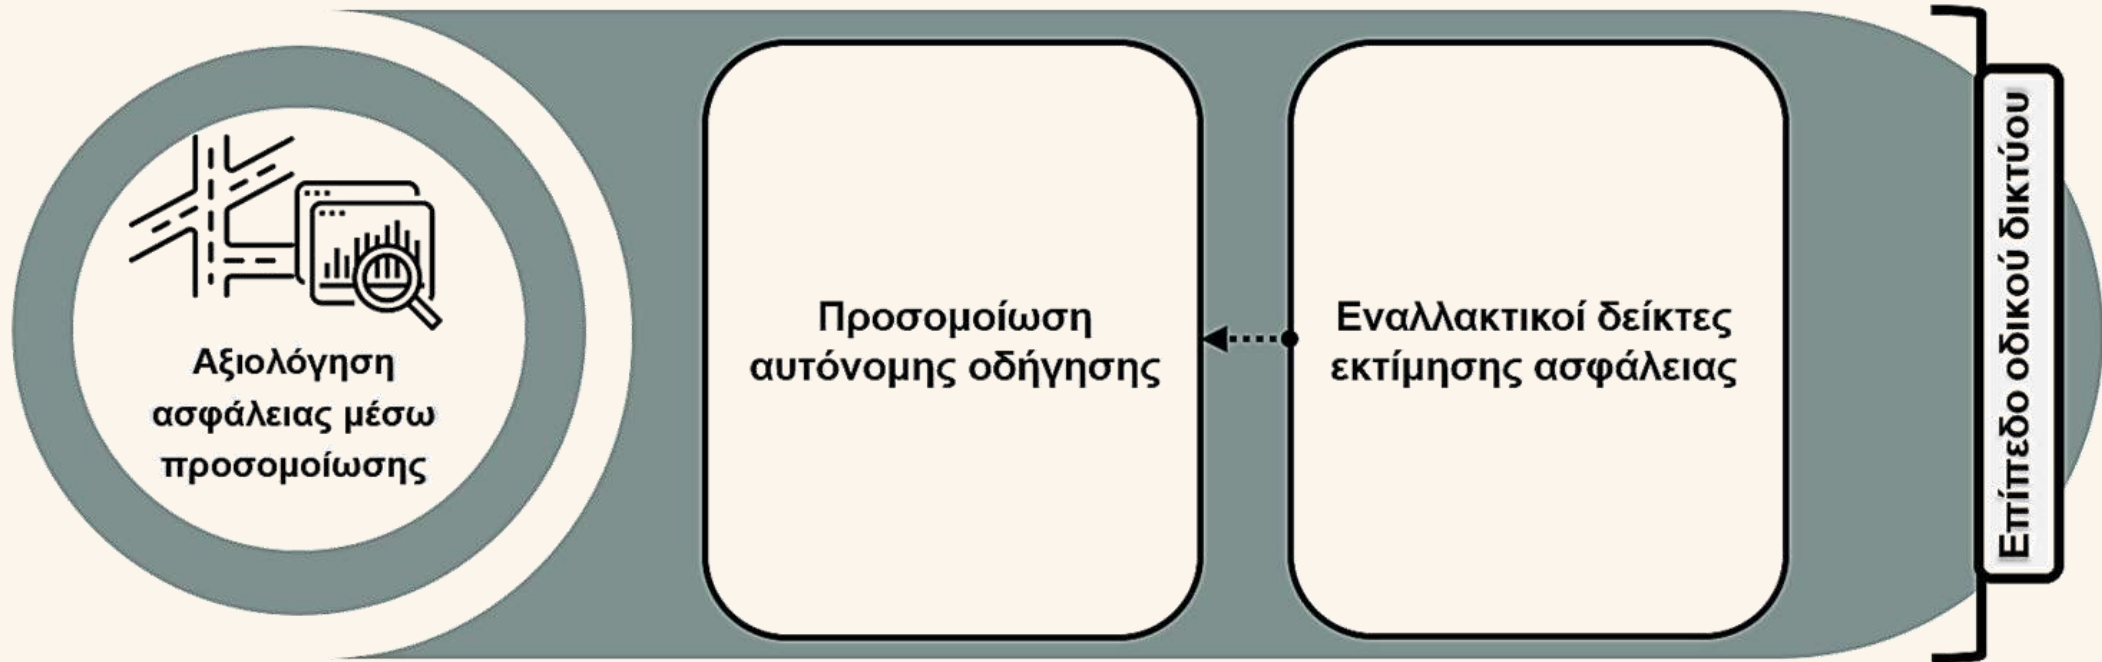 Αξιολόγηση
ασφάλειας μέσω
προσομοίωσης
Προσομοίωση
αυτόνομης οδήγησης
Εναλλακτικοί δείκτες
εκτίμησης ασφάλειας
Επίπεδο οδικού δικτύου